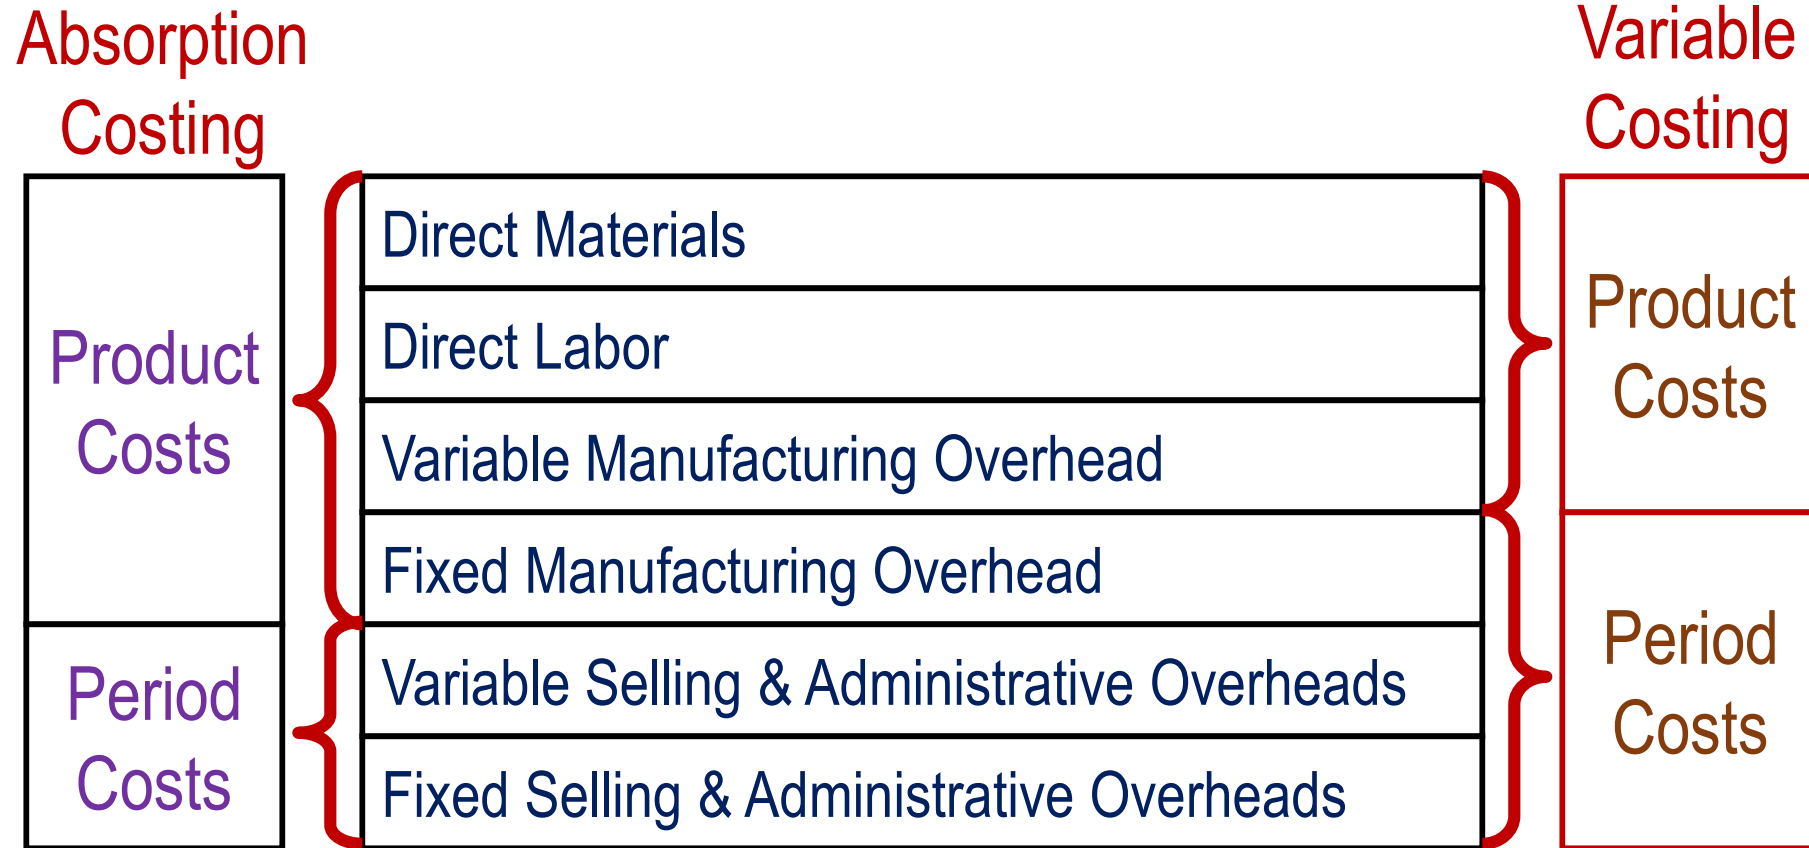 Absorption
Costing
Variable
Costing
Product
Costs
Period
Costs
Direct Materials
Direct Labor
Variable Manufacturing Overhead
Fixed Manufacturing Overhead
Variable Selling & Administrative Overheads
Fixed Selling & Administrative Overheads
Product
Costs
Period
Costs